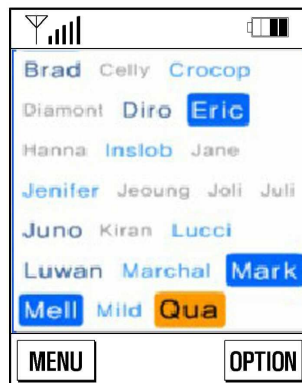 Brad Celly Crocop
Diamont Diro Eric
Hanna Inslob Jane
Jenifer Jeoung Joli Juli
Juno Kiran Lucci
Luwan Marchal Mark
Mell Mild Qua
MENU OPTION